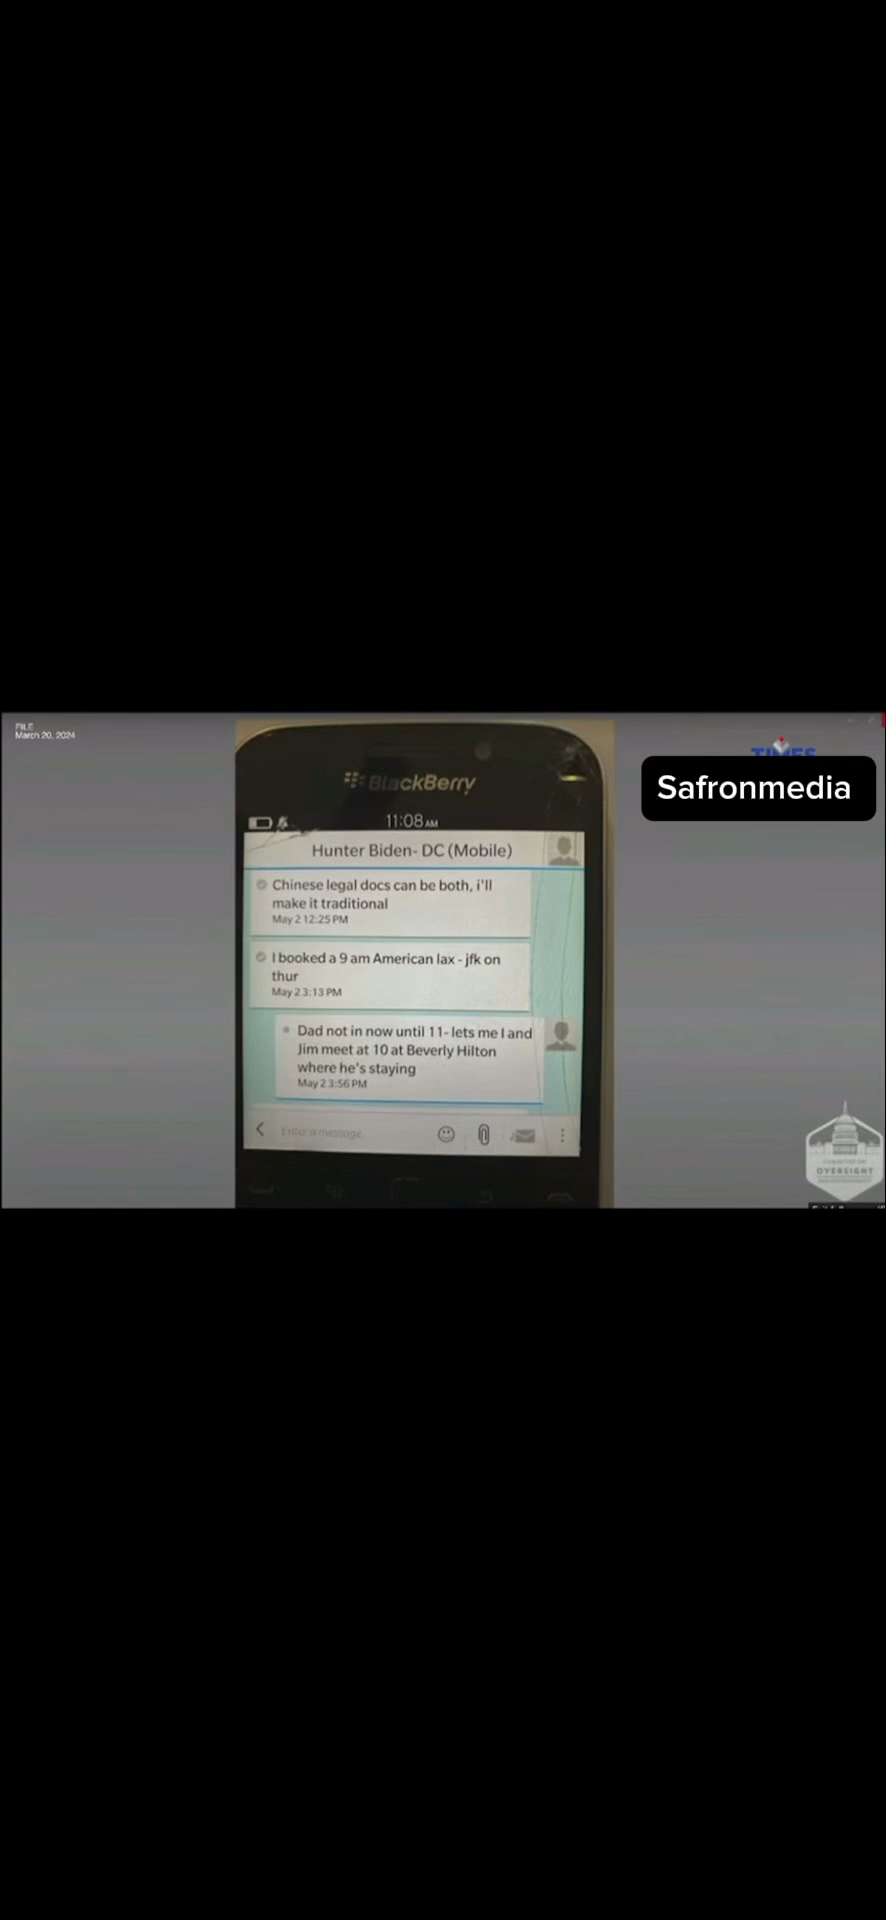 FILE
March 20, 2024
TIMES
Safronmedia
BlackBerry
11:08 AM
Hunter Biden- DC (Mobile)
Chinese legal docs can be both, i'll
make it traditional
May 2 12:25 PM
I booked a 9 am American lax - jfk on
thur
May 2 3:13 PM
Dad not in now until 11- lets me I and
Jim meet at 10 at Beverly Hilton
where he's staying
May 2 3:56 PM
Enter a message
OVERSIGHT